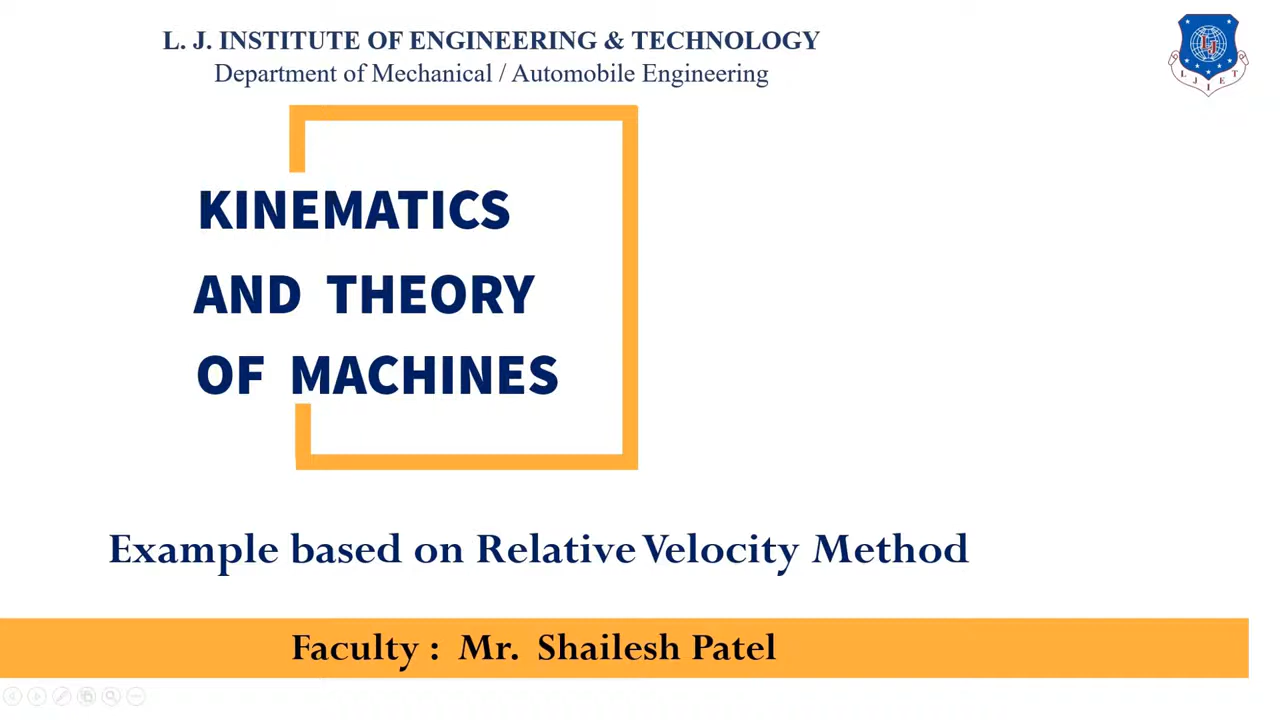 L. J. INSTITUTE OF ENGINEERING & TECHNOLOGY
Department of Mechanical / Automobile Engineering
LJ
L J I E T
KINEMATICS
AND THEORY
OF MACHINES
Example based on Relative Velocity Method
Faculty : Mr. Shailesh Patel